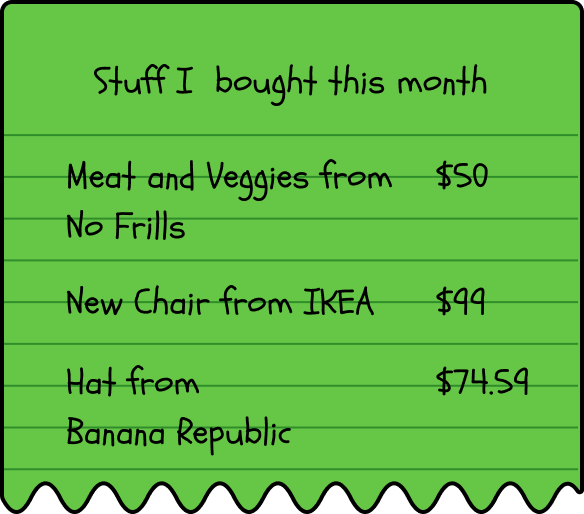 Stuff I bought this month
Meat and Veggies from $50
No Frills
New Chair from IKEA $99
Hat from $74.59
Banana Republic